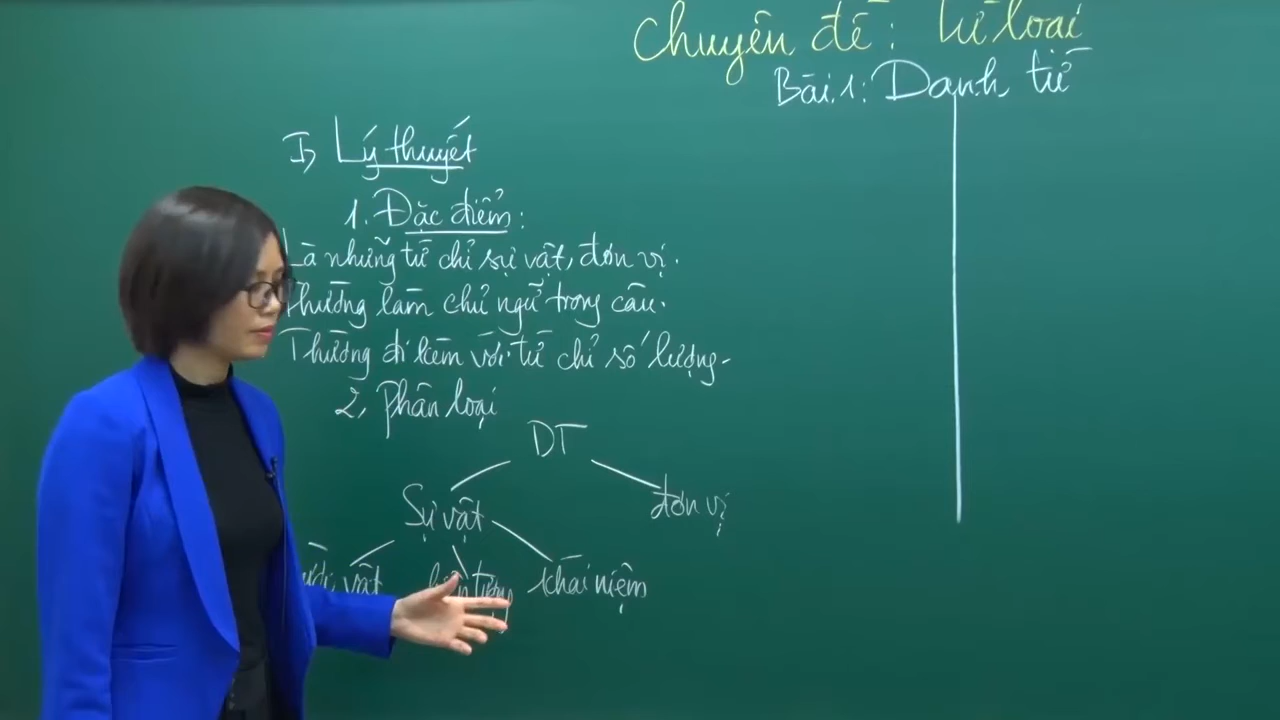 Chuyên đề: Từ loại
Bài 1: Danh từ
I, Lý thuyết
1. Đặc điểm:
Là những từ chỉ sự vật, đơn vị.
Thường làm chủ ngữ trong câu.
Thường đi kèm với từ chỉ số lượng.
2, Phân loại
DT
Sự vật đơn vị
vật tượng khái niệm